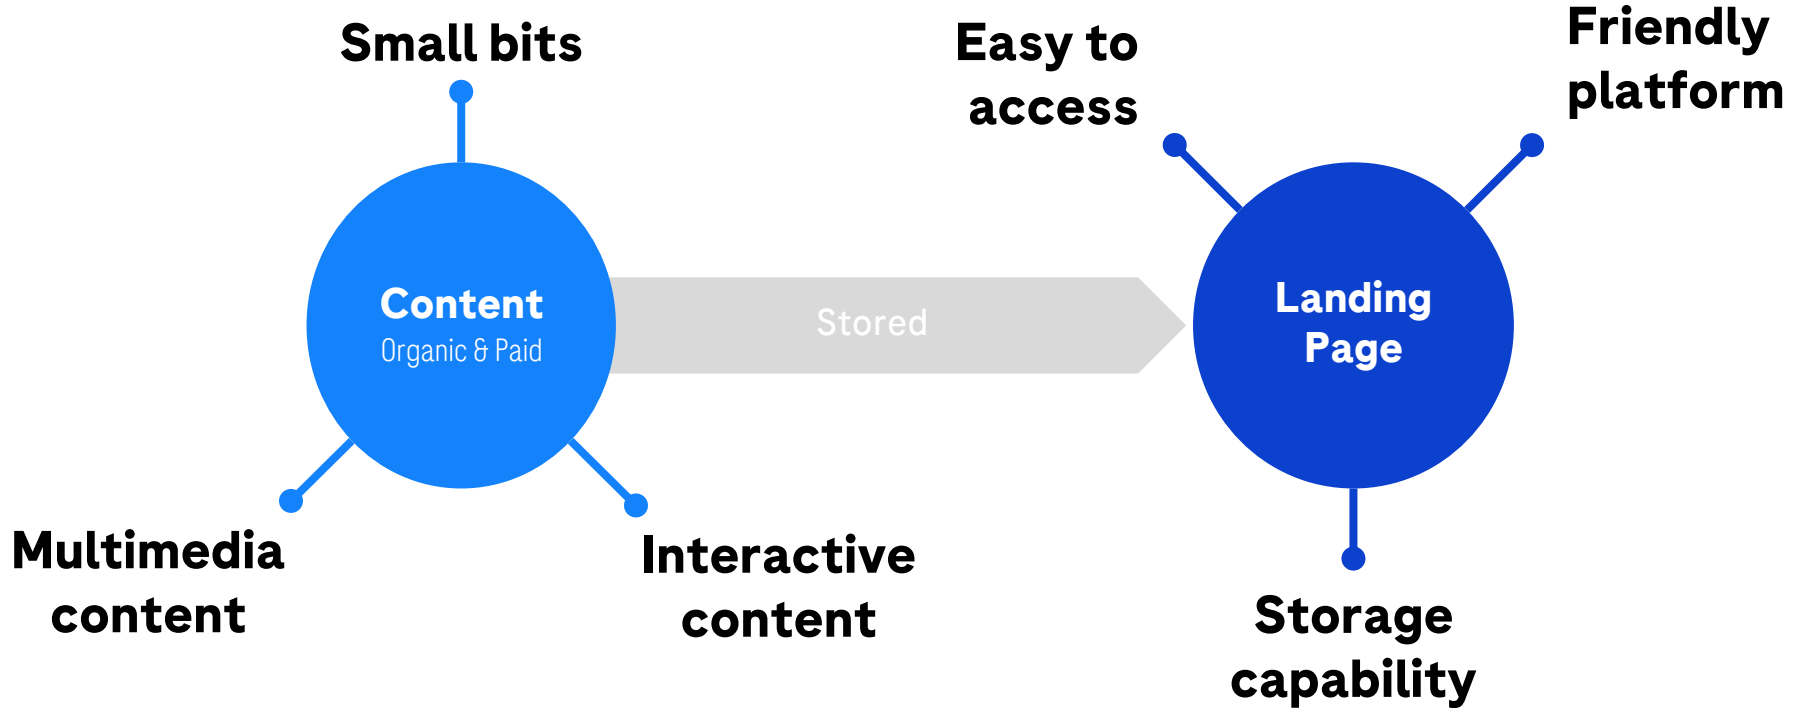 Small bits
Content
Organic & Paid
Multimedia
content
Interactive
content
Stored
Easy to
access
Friendly
platform
Landing
Page
Storage
capability